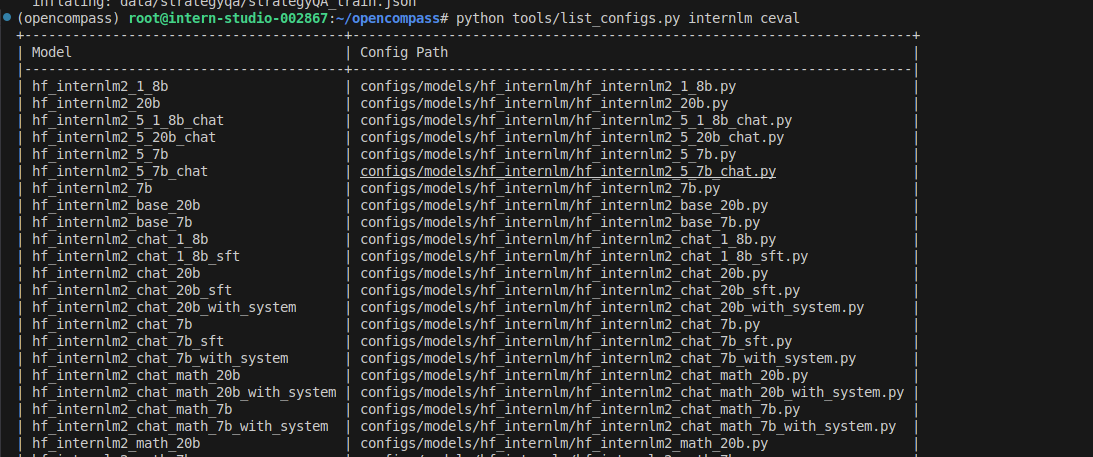 inflating: data/strategyqa/strategyQA_train.json
(opencompass) root@intern-studio-002867:~/opencompass# python tools/list_configs.py internlm ceval
+----------------------------------------+----------------------------------------------------------------------+
| Model | Config Path |
|----------------------------------------+----------------------------------------------------------------------|
| hf_internlm2_1_8b | configs/models/hf_internlm/hf_internlm2_1_8b.py |
| hf_internlm2_20b | configs/models/hf_internlm/hf_internlm2_20b.py |
| hf_internlm2_5_1_8b_chat | configs/models/hf_internlm/hf_internlm2_5_1_8b_chat.py |
| hf_internlm2_5_20b_chat | configs/models/hf_internlm/hf_internlm2_5_20b_chat.py |
| hf_internlm2_5_7b | configs/models/hf_internlm/hf_internlm2_5_7b.py |
| hf_internlm2_5_7b_chat | configs/models/hf_internlm/hf_internlm2_5_7b_chat.py |
| hf_internlm2_7b | configs/models/hf_internlm/hf_internlm2_7b.py |
| hf_internlm2_base_20b | configs/models/hf_internlm/hf_internlm2_base_20b.py |
| hf_internlm2_base_7b | configs/models/hf_internlm/hf_internlm2_base_7b.py |
| hf_internlm2_chat_1_8b | configs/models/hf_internlm/hf_internlm2_chat_1_8b.py |
| hf_internlm2_chat_1_8b_sft | configs/models/hf_internlm/hf_internlm2_chat_1_8b_sft.py |
| hf_internlm2_chat_20b | configs/models/hf_internlm/hf_internlm2_chat_20b.py |
| hf_internlm2_chat_20b_sft | configs/models/hf_internlm/hf_internlm2_chat_20b_sft.py |
| hf_internlm2_chat_20b_with_system | configs/models/hf_internlm/hf_internlm2_chat_20b_with_system.py |
| hf_internlm2_chat_7b | configs/models/hf_internlm/hf_internlm2_chat_7b.py |
| hf_internlm2_chat_7b_sft | configs/models/hf_internlm/hf_internlm2_chat_7b_sft.py |
| hf_internlm2_chat_7b_with_system | configs/models/hf_internlm/hf_internlm2_chat_7b_with_system.py |
| hf_internlm2_chat_math_20b | configs/models/hf_internlm/hf_internlm2_chat_math_20b.py |
| hf_internlm2_chat_math_20b_with_system | configs/models/hf_internlm/hf_internlm2_chat_math_20b_with_system.py |
| hf_internlm2_chat_math_7b | configs/models/hf_internlm/hf_internlm2_chat_math_7b.py |
| hf_internlm2_chat_math_7b_with_system | configs/models/hf_internlm/hf_internlm2_chat_math_7b_with_system.py |
| hf_internlm2_math_20b | configs/models/hf_internlm/hf_internlm2_math_20b.py |